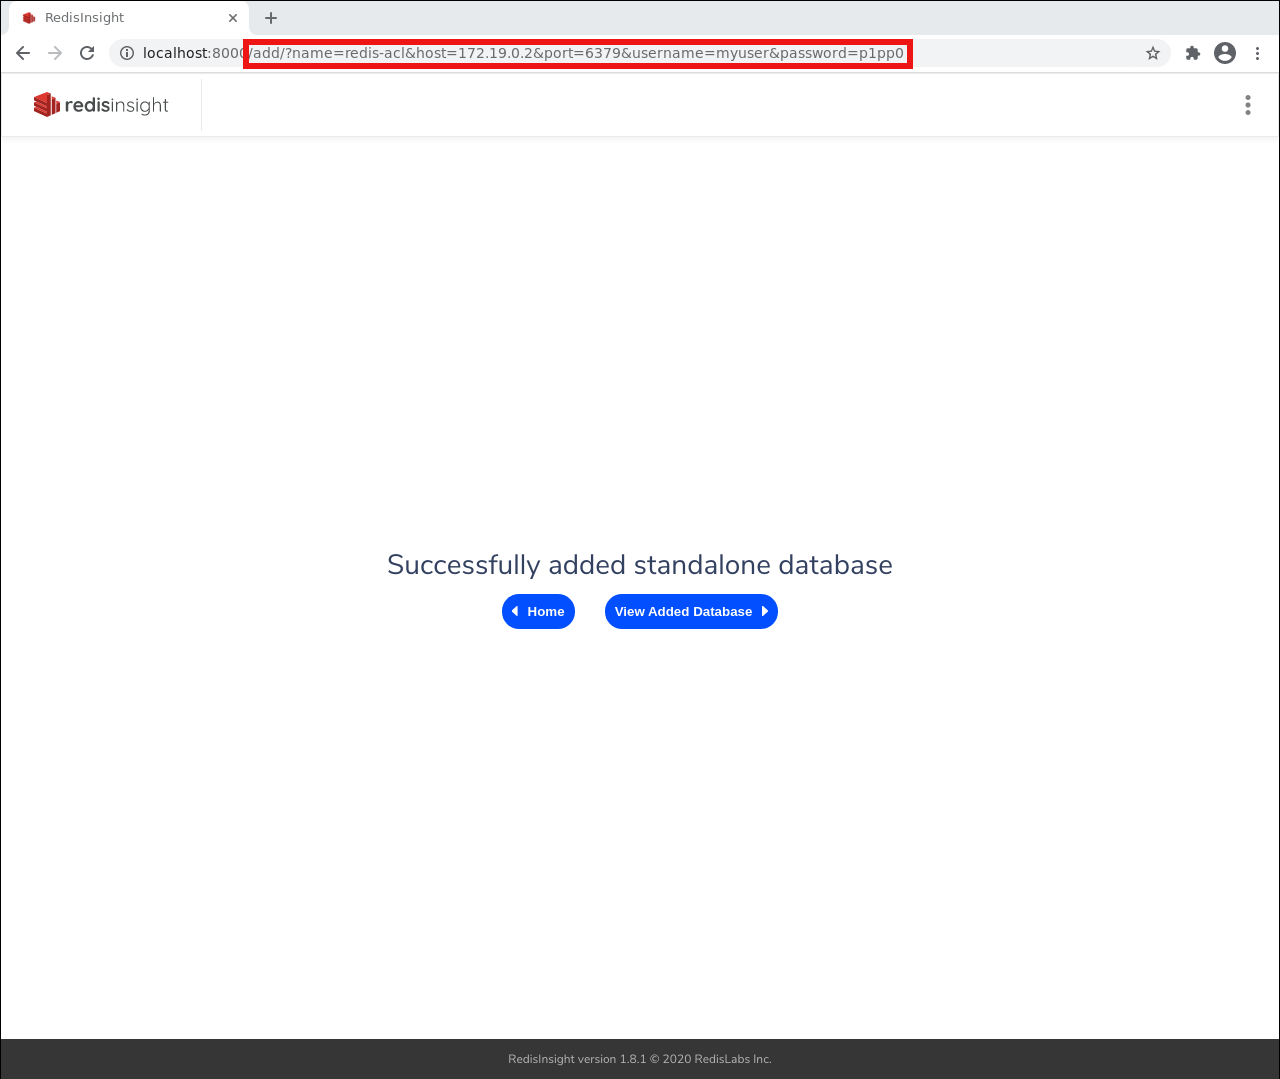 RedisInsight
localhost:8000/add/?name=redis-acl&host=172.19.0.2&port=6379&username=myuser&password=p1pp0
redisinsight
Successfully added standalone database
Home
View Added Database
RedisInsight version 1.8.1 © 2020 RedisLabs Inc.